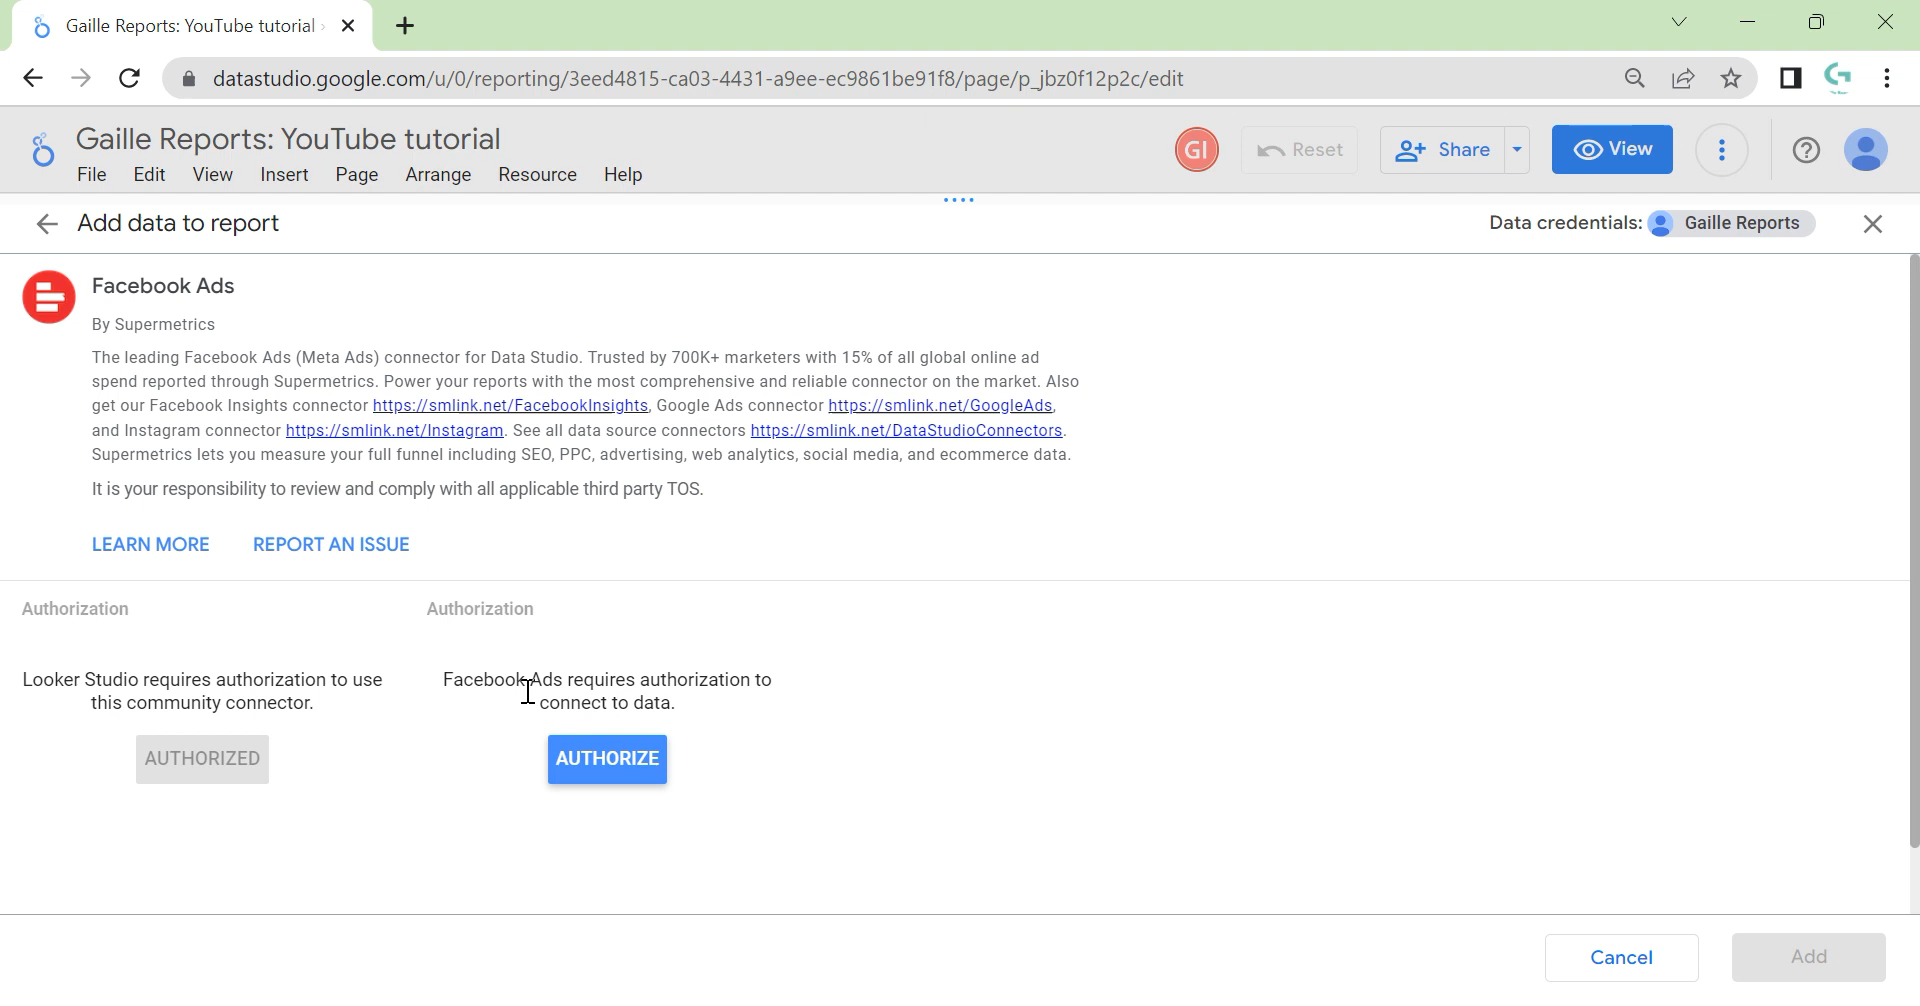 Gaille Reports: YouTube tutorial
datastudio.google.com/u/0/reporting/3eed4815-ca03-4431-a9ee-ec9861be91f8/page/p_jbz0f12p2c/edit
Gaille Reports: YouTube tutorial
GI
Reset
Share
View
File Edit View Insert Page Arrange Resource Help
Add data to report
Data credentials: Gaille Reports
Facebook Ads
By Supermetrics
The leading Facebook Ads (Meta Ads) connector for Data Studio. Trusted by 700K+ marketers with 15% of all global online ad
spend reported through Supermetrics. Power your reports with the most comprehensive and reliable connector on the market. Also
get our Facebook Insights connector https://smlink.net/FacebookInsights, Google Ads connector https://smlink.net/GoogleAds,
and Instagram connector https://smlink.net/Instagram. See all data source connectors https://smlink.net/DataStudioConnectors.
Supermetrics lets you measure your full funnel including SEO, PPC, advertising, web analytics, social media, and ecommerce data.
It is your responsibility to review and comply with all applicable third party TOS.
LEARN MORE REPORT AN ISSUE
Authorization
Looker Studio requires authorization to use
this community connector.
AUTHORIZED
Authorization
Facebook Ads requires authorization to
connect to data.
AUTHORIZE
Cancel
Add